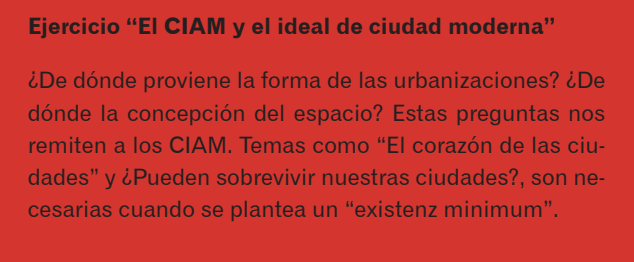 Ejercicio “El CIAM y el ideal de ciudad moderna”
¿De dónde proviene la forma de las urbanizaciones? ¿De
dónde la concepción del espacio? Estas preguntas nos
remiten a los CIAM. Temas como “El corazón de las ciu-
dades” y ¿Pueden sobrevivir nuestras ciudades?, son ne-
cesarias cuando se plantea un “existenz minimum”.